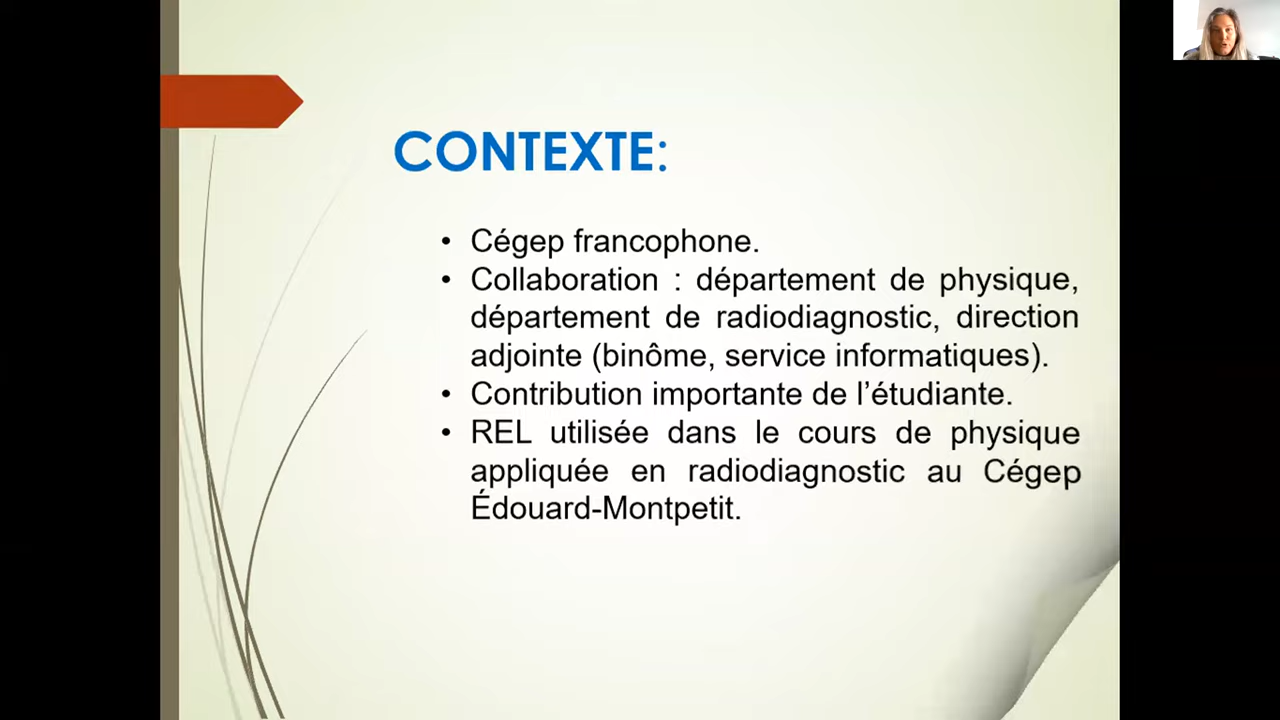 CONTEXTE:
• Cégep francophone.
• Collaboration : département de physique,
département de radiodiagnostic, direction
adjointe (binôme, service informatiques).
• Contribution importante de l’étudiante.
• REL utilisée dans le cours de physique
appliquée en radiodiagnostic au Cégep
Édouard-Montpetit.